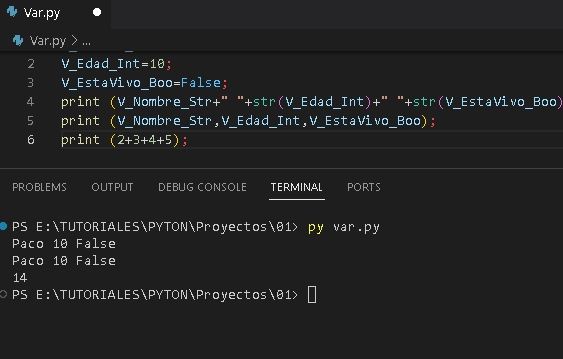 Var.py
Var.py > ...
2 V_Edad_Int=10;
3 V_EstaVivo_Boo=False;
4 print (V_Nombre_Str+" "+str(V_Edad_Int)+" "+str(V_EstaVivo_Boo)
5 print (V_Nombre_Str,V_Edad_Int,V_EstaVivo_Boo);
6 print (2+3+4+5);
PROBLEMS OUTPUT DEBUG CONSOLE TERMINAL PORTS
PS E:\TUTORIALES\PYTON\Proyectos\01> py var.py
Paco 10 False
Paco 10 False
14
PS E:\TUTORIALES\PYTON\Proyectos\01>